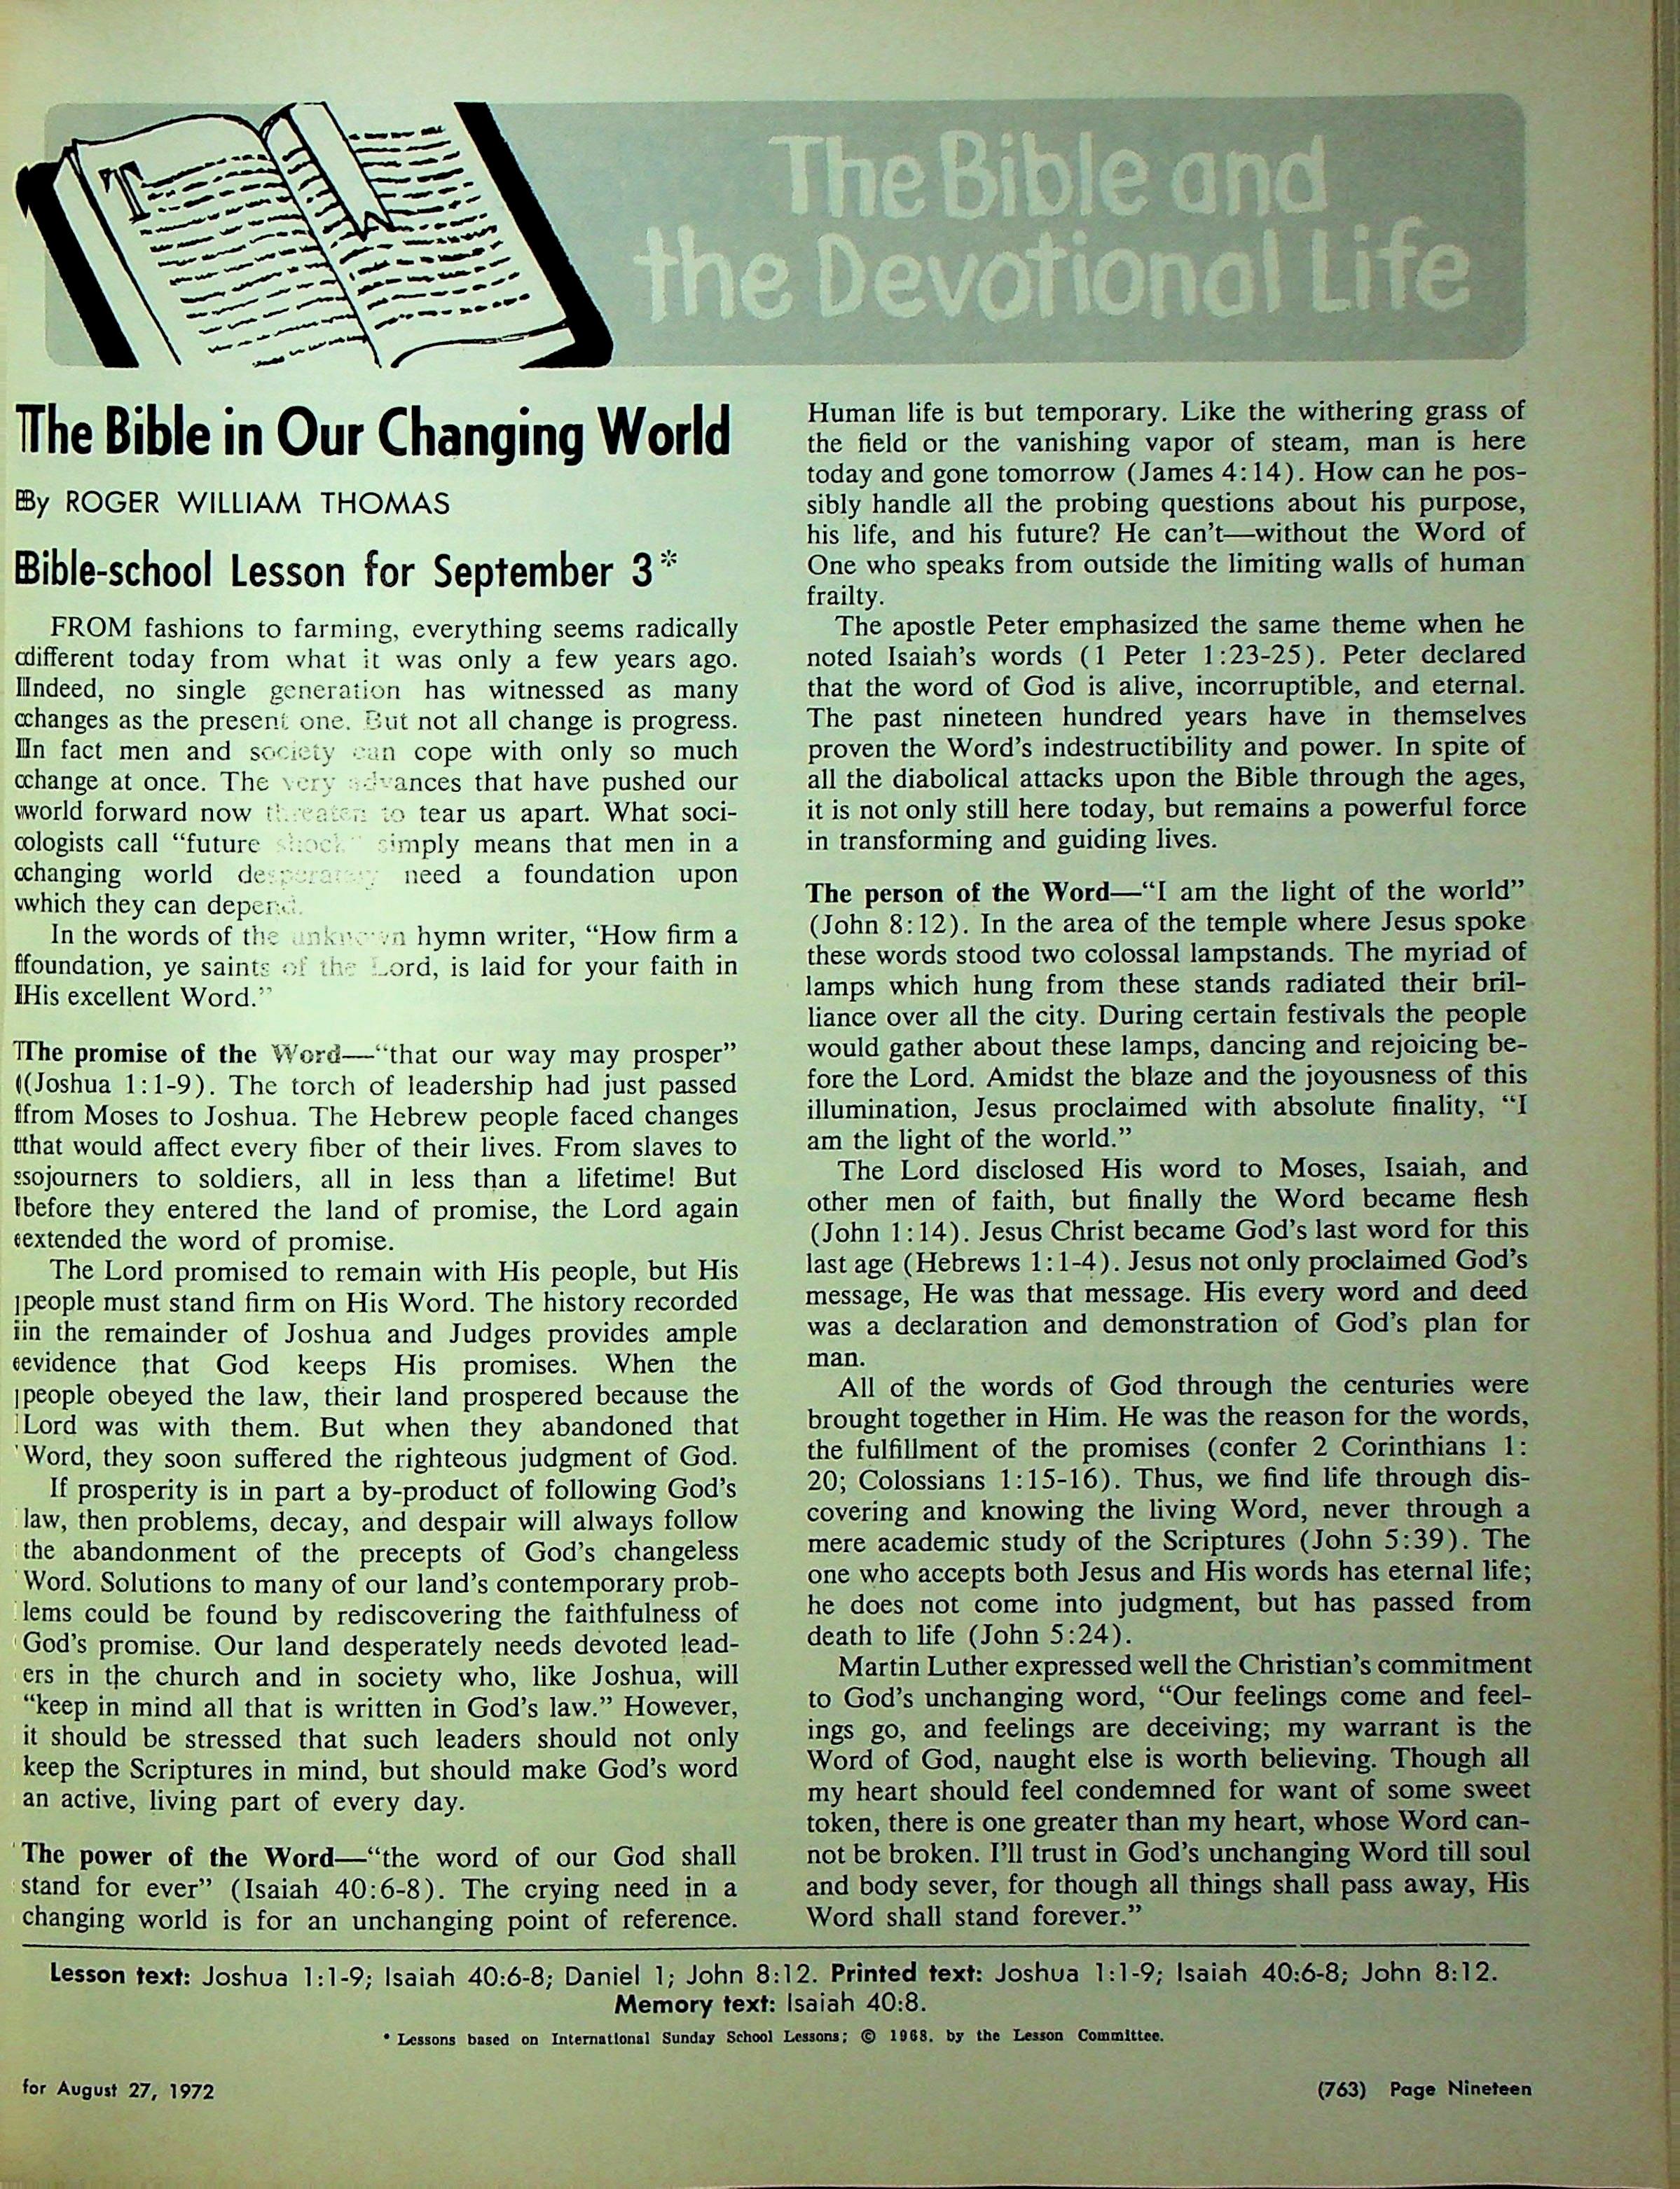 The Bible and
the Devotional Life
The Bible in Our Changing World
By ROGER WILLIAM THOMAS
Bible-school Lesson for September 3*
FROM fashions to farming, everything seems radically
different today from what it was only a few years ago.
Indeed, no single generation has witnessed as many
changes as the present one. But not all change is progress.
In fact men and society can cope with only so much
change at once. The very advances that have pushed our
world forward now threaten to tear us apart. What soci-
ologists call “future shock” simply means that men in a
changing world desperately need a foundation upon
which they can depend.
In the words of the unknown hymn writer, “How firm a
foundation, ye saints of the Lord, is laid for your faith in
His excellent Word.”
The promise of the Word—“that our way may prosper”
(Joshua 1:1-9). The torch of leadership had just passed
from Moses to Joshua. The Hebrew people faced changes
that would affect every fiber of their lives. From slaves to
sojourners to soldiers, all in less than a lifetime! But
before they entered the land of promise, the Lord again
extended the word of promise.
The Lord promised to remain with His people, but His
people must stand firm on His Word. The history recorded
in the remainder of Joshua and Judges provides ample
evidence that God keeps His promises. When the
people obeyed the law, their land prospered because the
Lord was with them. But when they abandoned that
Word, they soon suffered the righteous judgment of God.
If prosperity is in part a by-product of following God’s
law, then problems, decay, and despair will always follow
the abandonment of the precepts of God’s changeless
Word. Solutions to many of our land’s contemporary prob-
lems could be found by rediscovering the faithfulness of
God’s promise. Our land desperately needs devoted lead-
ers in the church and in society who, like Joshua, will
“keep in mind all that is written in God’s law.” However,
it should be stressed that such leaders should not only
keep the Scriptures in mind, but should make God’s word
an active, living part of every day.
The power of the Word—“the word of our God shall
stand for ever” (Isaiah 40:6-8). The crying need in a
changing world is for an unchanging point of reference.
Human life is but temporary. Like the withering grass of
the field or the vanishing vapor of steam, man is here
today and gone tomorrow (James 4:14). How can he pos-
sibly handle all the probing questions about his purpose,
his life, and his future? He can’t—without the Word of
One who speaks from outside the limiting walls of human
frailty.
The apostle Peter emphasized the same theme when he
noted Isaiah’s words (1 Peter 1:23-25). Peter declared
that the word of God is alive, incorruptible, and eternal.
The past nineteen hundred years have in themselves
proven the Word’s indestructibility and power. In spite of
all the diabolical attacks upon the Bible through the ages,
it is not only still here today, but remains a powerful force
in transforming and guiding lives.
The person of the Word—“I am the light of the world”
(John 8:12). In the area of the temple where Jesus spoke
these words stood two colossal lampstands. The myriad of
lamps which hung from these stands radiated their bril-
liance over all the city. During certain festivals the people
would gather about these lamps, dancing and rejoicing be-
fore the Lord. Amidst the blaze and the joyousness of this
illumination, Jesus proclaimed with absolute finality, “I
am the light of the world.”
The Lord disclosed His word to Moses, Isaiah, and
other men of faith, but finally the Word became flesh
(John 1:14). Jesus Christ became God’s last word for this
last age (Hebrews 1:1-4). Jesus not only proclaimed God’s
message, He was that message. His every word and deed
was a declaration and demonstration of God’s plan for
man.
All of the words of God through the centuries were
brought together in Him. He was the reason for the words,
the fulfillment of the promises (confer 2 Corinthians 1:
20; Colossians 1:15-16). Thus, we find life through dis-
covering and knowing the living Word, never through a
mere academic study of the Scriptures (John 5:39). The
one who accepts both Jesus and His words has eternal life;
he does not come into judgment, but has passed from
death to life (John 5:24).
Martin Luther expressed well the Christian’s commitment
to God’s unchanging word, “Our feelings come and feel-
ings go, and feelings are deceiving; my warrant is the
Word of God, naught else is worth believing. Though all
my heart should feel condemned for want of some sweet
token, there is one greater than my heart, whose Word can-
not be broken. I’ll trust in God’s unchanging Word till soul
and body sever, for though all things shall pass away, His
Word shall stand forever.”
Lesson text: Joshua 1:1-9; Isaiah 40:6-8; Daniel 1; John 8:12. Printed text: Joshua 1:1-9; Isaiah 40:6-8; John 8:12.
Memory text: Isaiah 40:8.
* Lessons based on International Sunday School Lessons; © 1968, by the Lesson Committee.
for August 27, 1972
(763) Page Nineteen